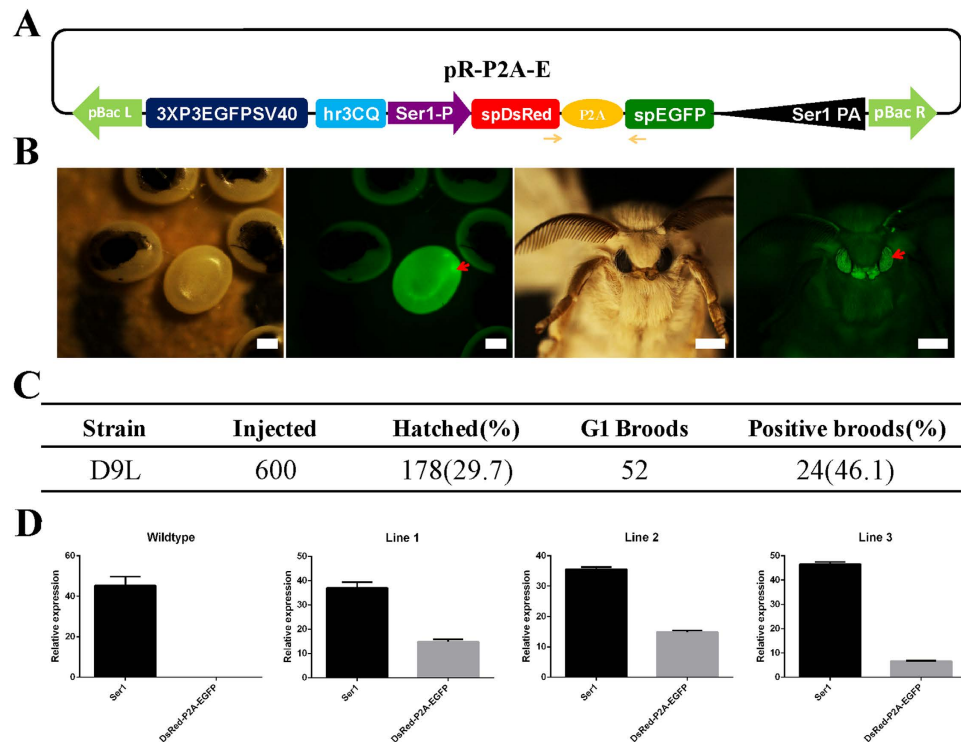 A
pR-P2A-E
pBac L 3XP3EGFPSV40 hr3CQ Ser1-P spDsRed P2A spEGFP Ser1 PA pBac R
B
C
Strain Injected Hatched(%) G1 Broods Positive broods(%)
D9L 600 178(29.7) 52 24(46.1)
D
Wildtype
Relative expression
60
40
20
0
Ser1
DsRed-P2A-EGFP
Line 1
Relative expression
50
40
30
20
10
0
Ser1
DsRed-P2A-EGFP
Line 2
Relative expression
40
30
20
10
0
Ser1
DsRed-P2A-EGFP
Line 3
Relative expression
50
40
30
20
10
0
Ser1
DsRed-P2A-EGFP